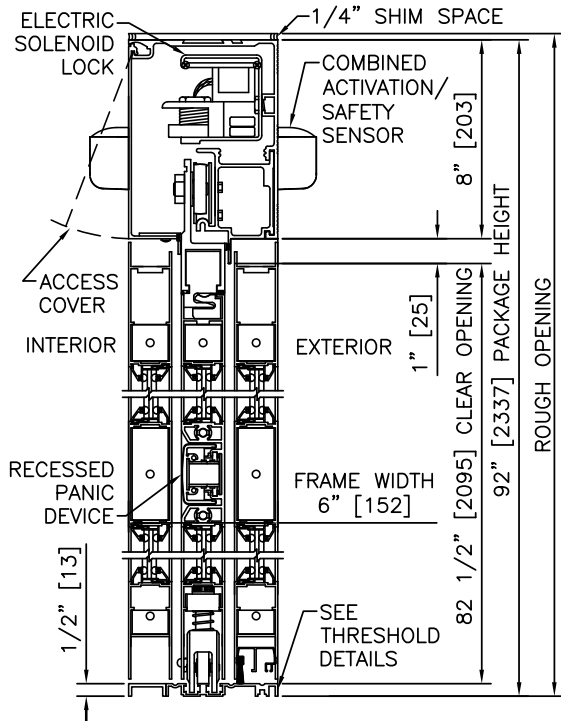 ELECTRIC
SOLENOID
LOCK
1/4" SHIM SPACE
COMBINED
ACTIVATION/
SAFETY
SENSOR
8" [203]
ACCESS
COVER
INTERIOR
EXTERIOR
1" [25]
82 1/2" [2095] CLEAR OPENING
92" [2337] PACKAGE HEIGHT
ROUGH OPENING
RECESSED
PANIC
DEVICE
FRAME WIDTH
6" [152]
1/2" [13]
SEE
THRESHOLD
DETAILS